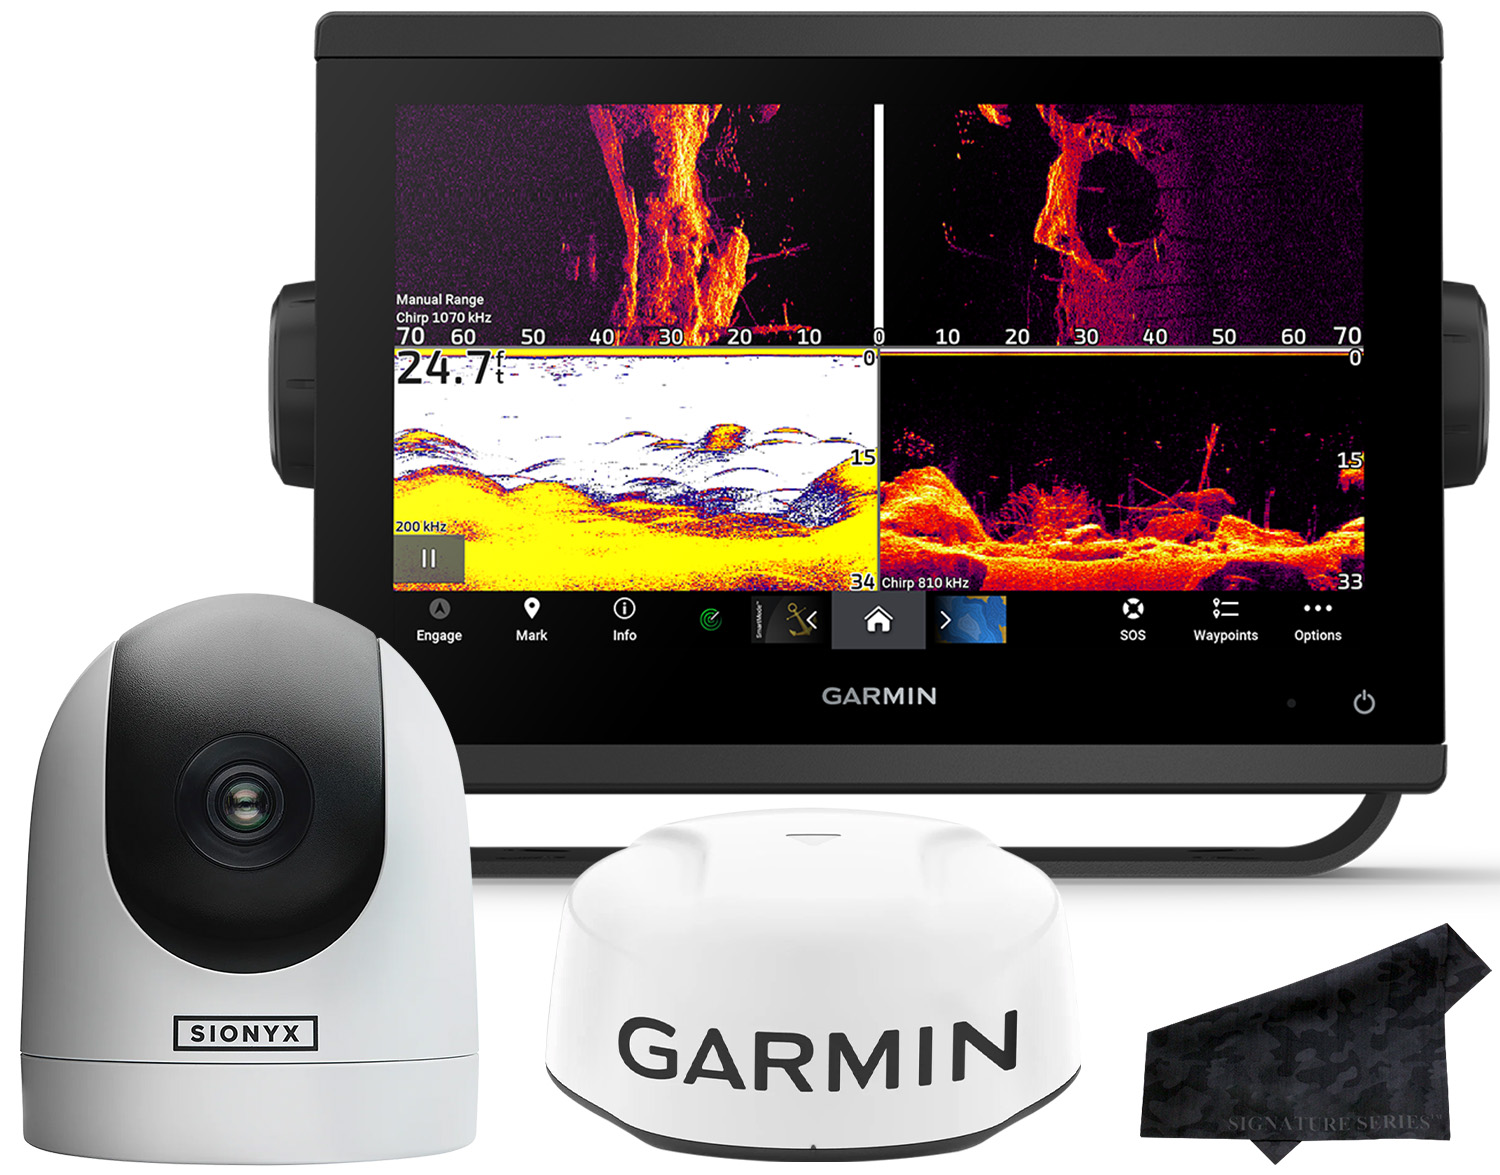 Manual Range
Chirp 1070 kHz
70 60 50 40 30 20 10 0 10 20 30 40 50 60 70
24.7 ft
0
0
15
15
200 kHz
34
Chirp 810 kHz
33
Engage
Mark
Info
SmartMode™
SOS
Waypoints
Options
GARMIN
SIONYX
GARMIN
SIGNATURE SERIES™